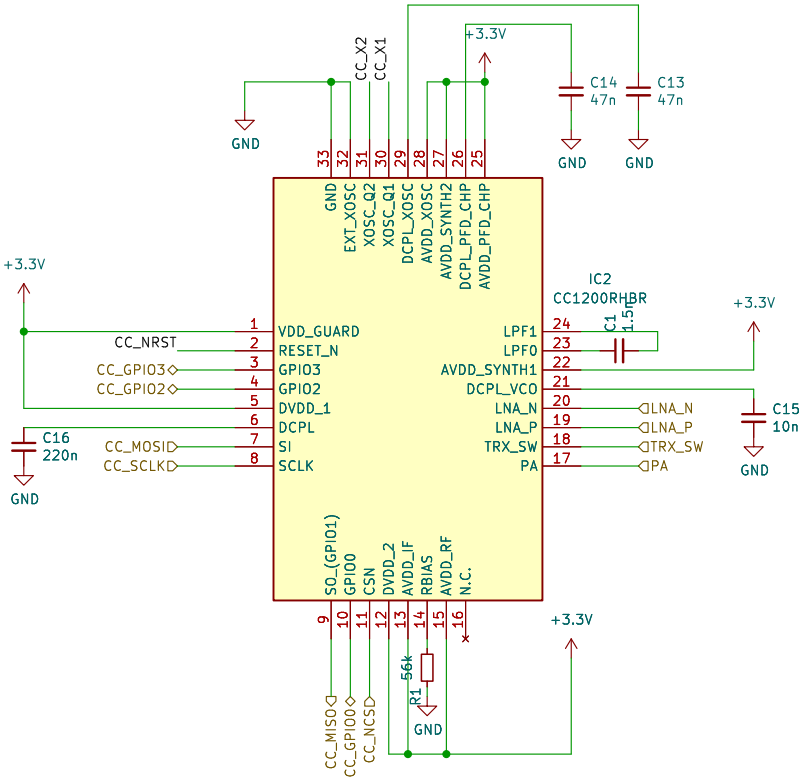 +3.3V
CC_X2
CC_X1
C14
47n
C13
47n
GND
GND
GND
33
32
31
30
29
28
27
26
25
GND
EXT_XOSC
XOSC_Q2
XOSC_Q1
DCPL_XOSC
AVDD_XOSC
AVDD_SYNTH2
DCPL_PFD_CHP
AVDD_PFD_CHP
IC2
CC1200RHBR
+3.3V
+3.3V
C1
1.5n
1
VDD_GUARD
LPF1
24
CC_NRST
2
RESET_N
LPF0
23
CC_GPIO3
3
GPIO3
AVDD_SYNTH1
22
CC_GPIO2
4
GPIO2
DCPL_VCO
21
5
DVDD_1
LNA_N
20
LNA_N
C15
10n
6
DCPL
LNA_P
19
LNA_P
C16
220n
CC_MOSI
7
SI
TRX_SW
18
TRX_SW
CC_SCLK
8
SCLK
PA
17
PA
GND
GND
SO_(GPIO1)
GPIO0
CSN
DVDD_2
AVDD_IF
RBIAS
AVDD_RF
N.C.
9
10
11
12
13
14
15
16
+3.3V
56k
R1
GND
CC_MISO
CC_GPIO0
CC_NCS